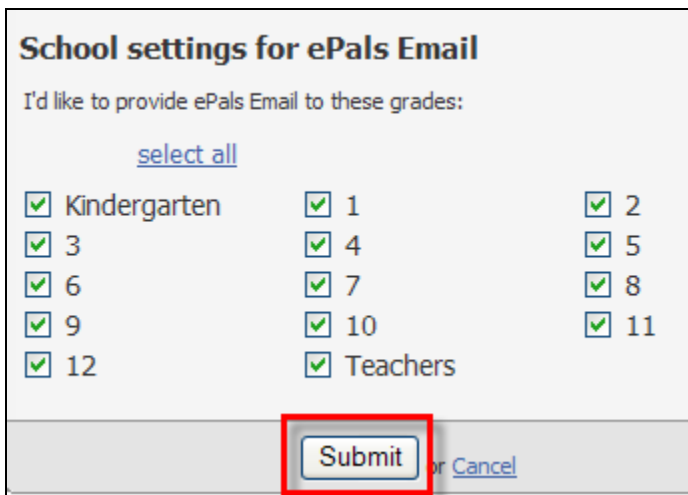 School settings for ePals Email
I'd like to provide ePals Email to these grades:
select all
Kindergarten 1 2
3 4 5
6 7 8
9 10 11
12 Teachers
Submit or Cancel